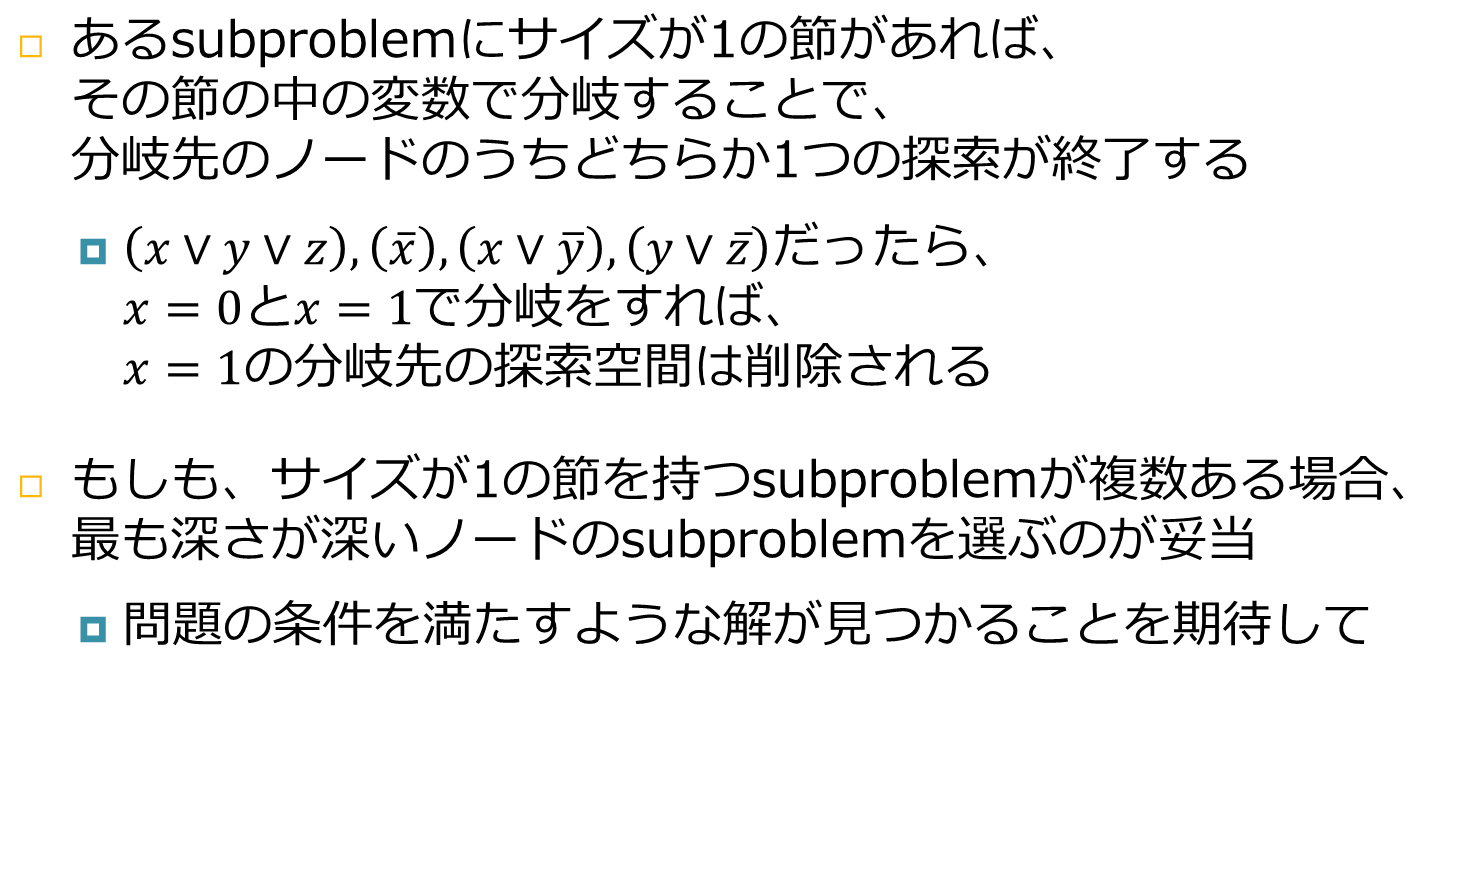 あるsubproblemにサイズが1の節があれば、
その節の中の変数で分岐することで、
分岐先のノードのうちどちらか1つの探索が終了する
(x ∨ y ∨ z), (x̄), (x ∨ ȳ), (y ∨ z̄)だったら、
x = 0とx = 1で分岐をすれば、
x = 1の分岐先の探索空間は削除される
もしも、サイズが1の節を持つsubproblemが複数ある場合、
最も深さが深いノードのsubproblemを選ぶのが妥当
問題の条件を満たすような解が見つかることを期待して